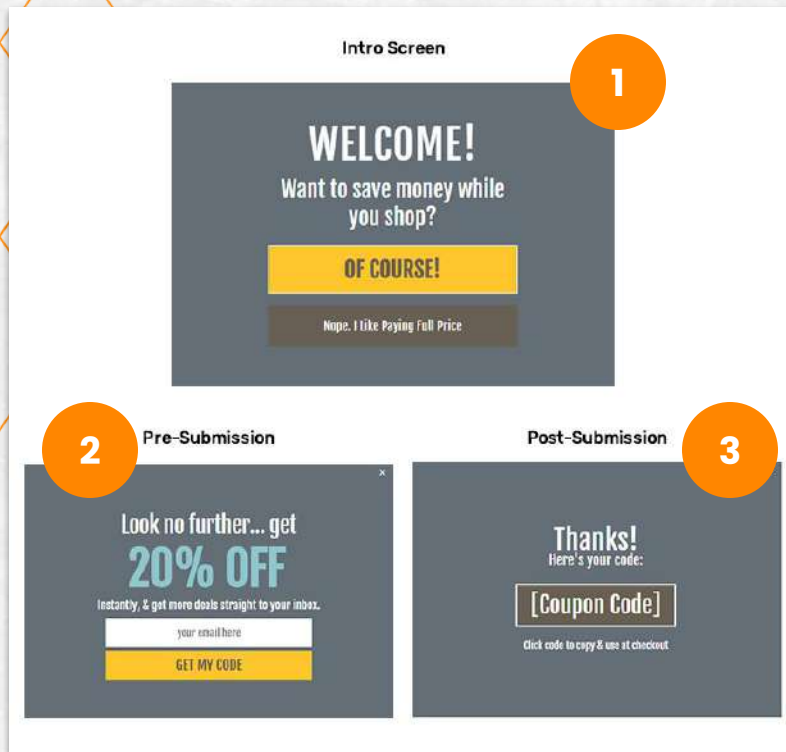 Intro Screen
1
WELCOME!
Want to save money while
you shop?
OF COURSE!
Nope. I Like Paying Full Price
2
Pre-Submission
×
Look no further... get
20% OFF
Instantly, & get more deals straight to your inbox.
your email here
GET MY CODE
Post-Submission
3
Thanks!
Here's your code:
[Coupon Code]
Click code to copy & use at checkout